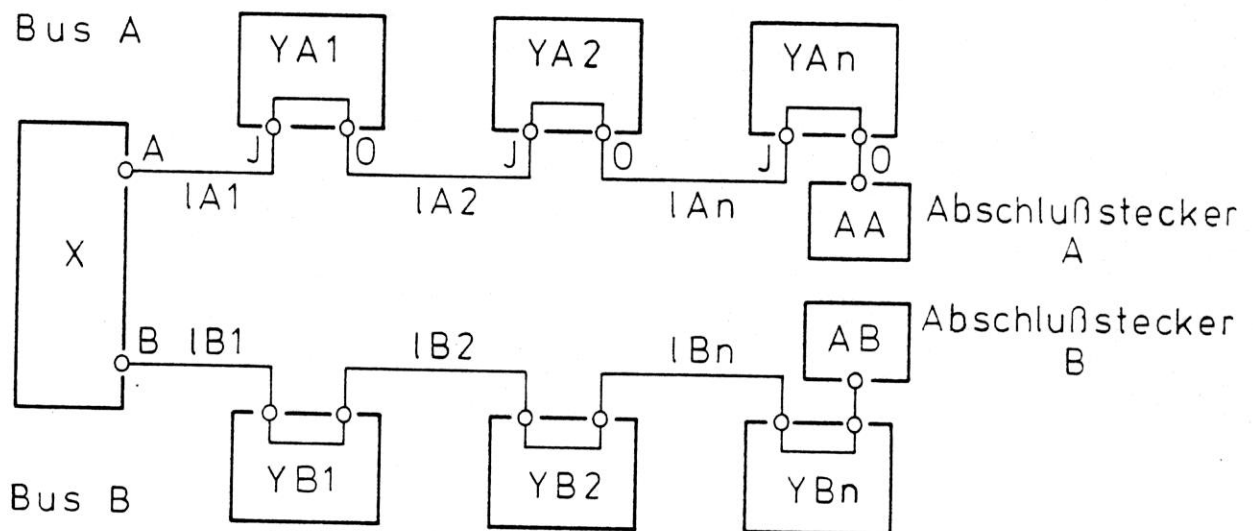 Bus A
YA1
YA2
YAn
A
J
O
J
O
J
O
lA1
lA2
lAn
AA
Abschlußstecker
A
X
B
lB1
lB2
lBn
AB
Abschlußstecker
B
YB1
YB2
YBn
Bus B